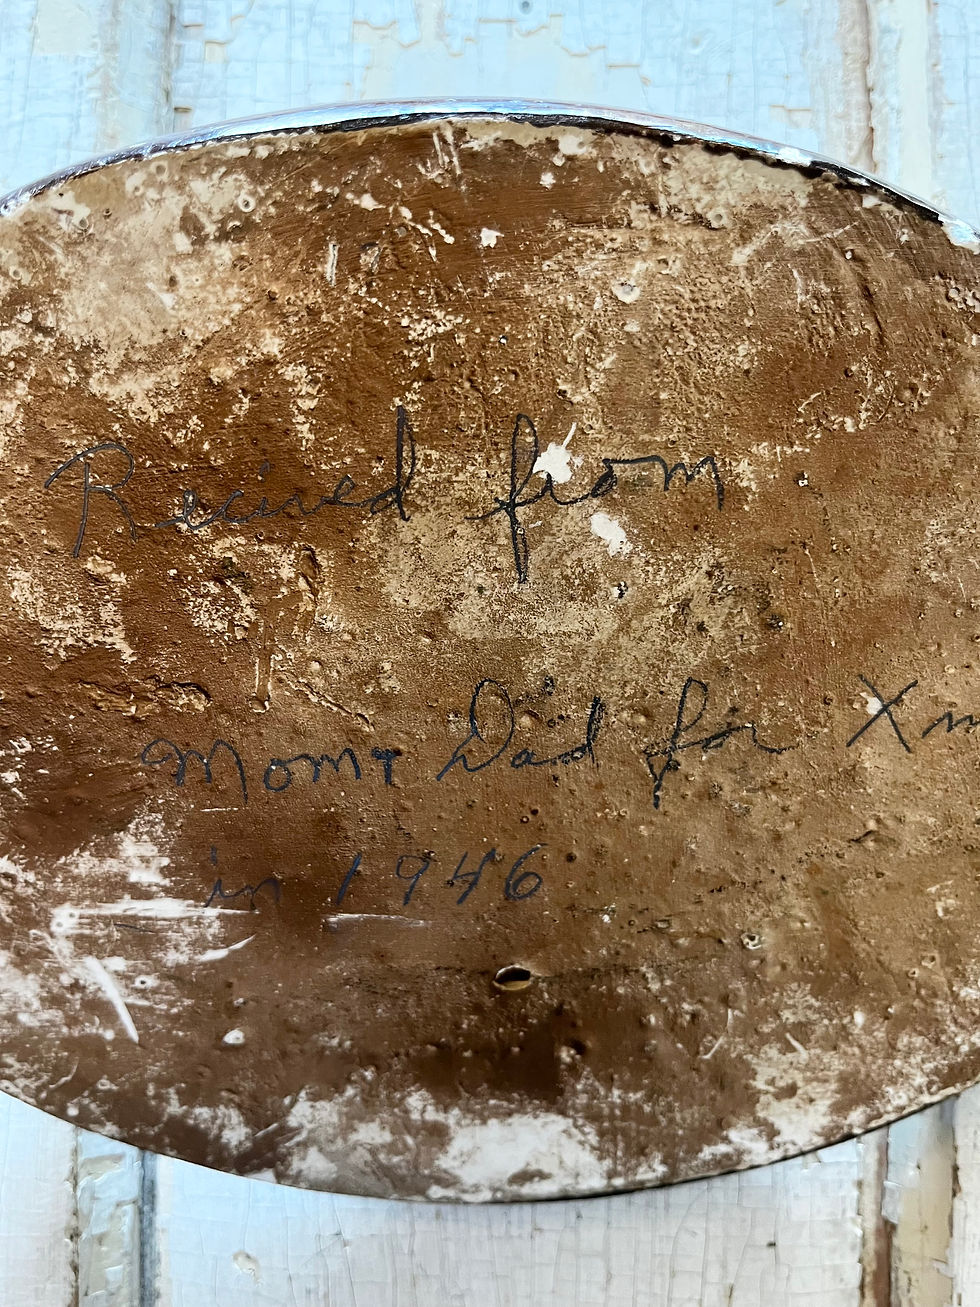 Recived from
Mom & Dad for Xm
in 1946